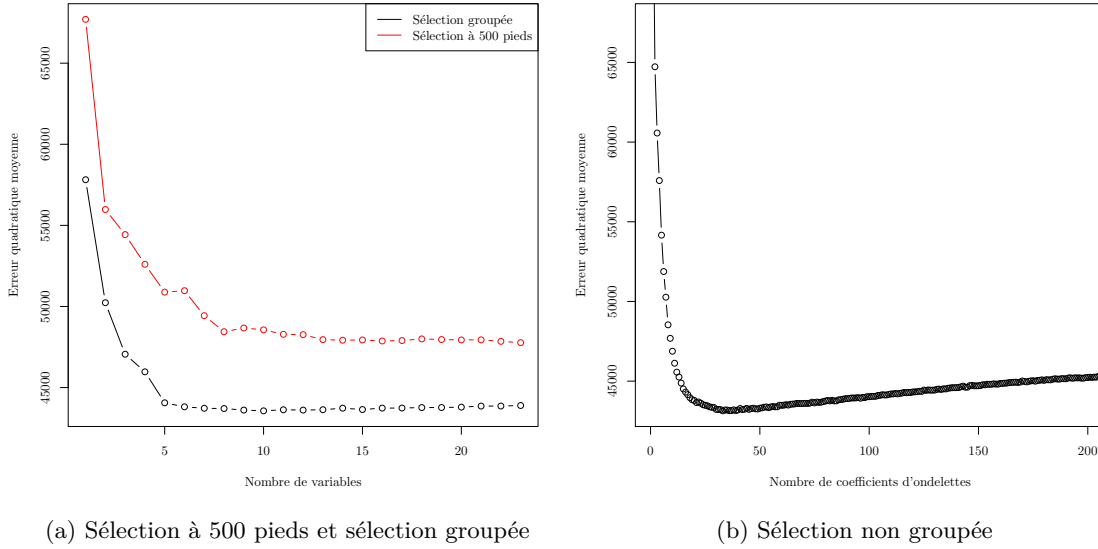 Sélection groupée
Sélection à 500 pieds
Erreur quadratique moyenne
65000
60000
55000
50000
45000
5
10
15
20
Nombre de variables
(a) Sélection à 500 pieds et sélection groupée
Erreur quadratique moyenne
65000
60000
55000
50000
45000
0
50
100
150
200
Nombre de coefficients d'ondelettes
(b) Sélection non groupée